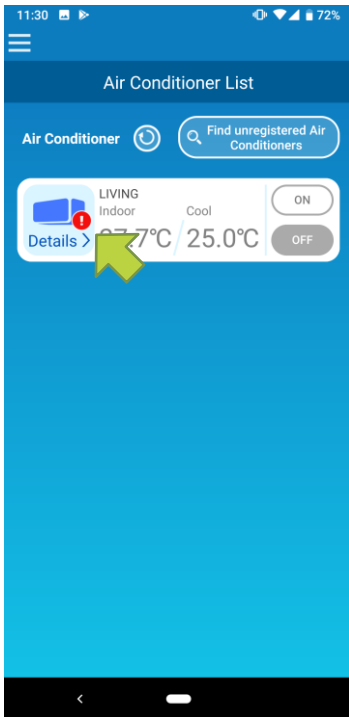 11:30 72%
Air Conditioner List
Air Conditioner
Find unregistered Air
Conditioners
LIVING
Indoor Cool
Details > .7℃ 25.0℃
ON
OFF